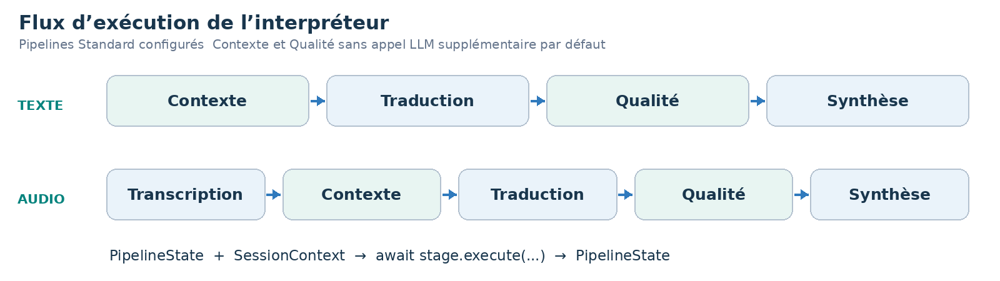 Flux d’exécution de l’interpréteur
Pipelines Standard configurés  Contexte et Qualité sans appel LLM supplémentaire par défaut
TEXTE
Contexte
Traduction
Qualité
Synthèse
AUDIO
Transcription
Contexte
Traduction
Qualité
Synthèse
PipelineState + SessionContext → await stage.execute(...) → PipelineState